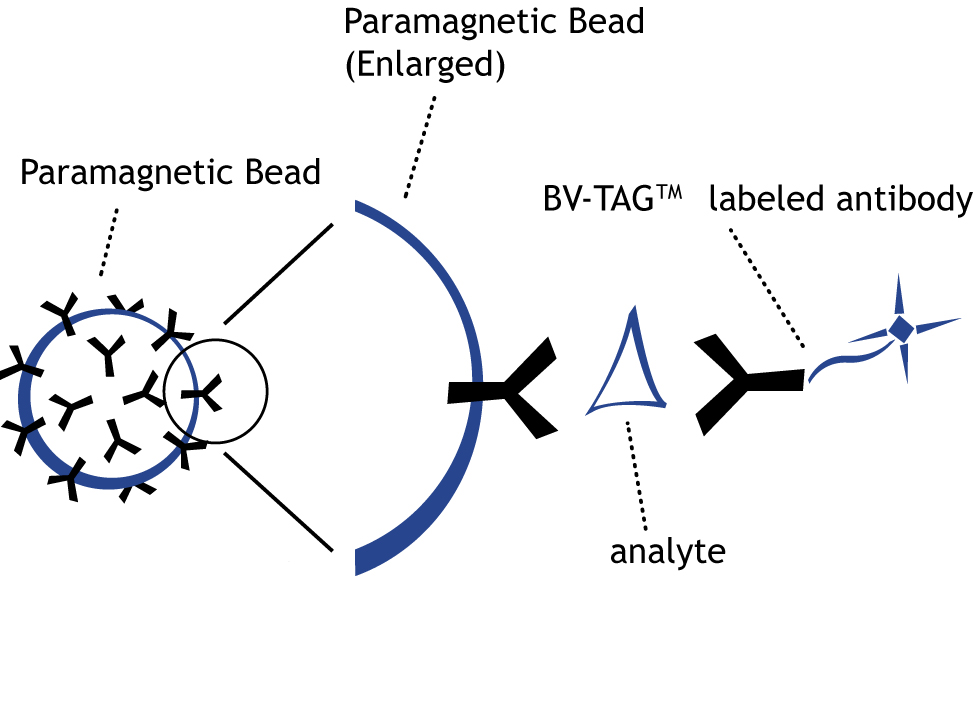 Paramagnetic Bead
(Enlarged)
Paramagnetic Bead
BV-TAG™ labeled antibody
analyte